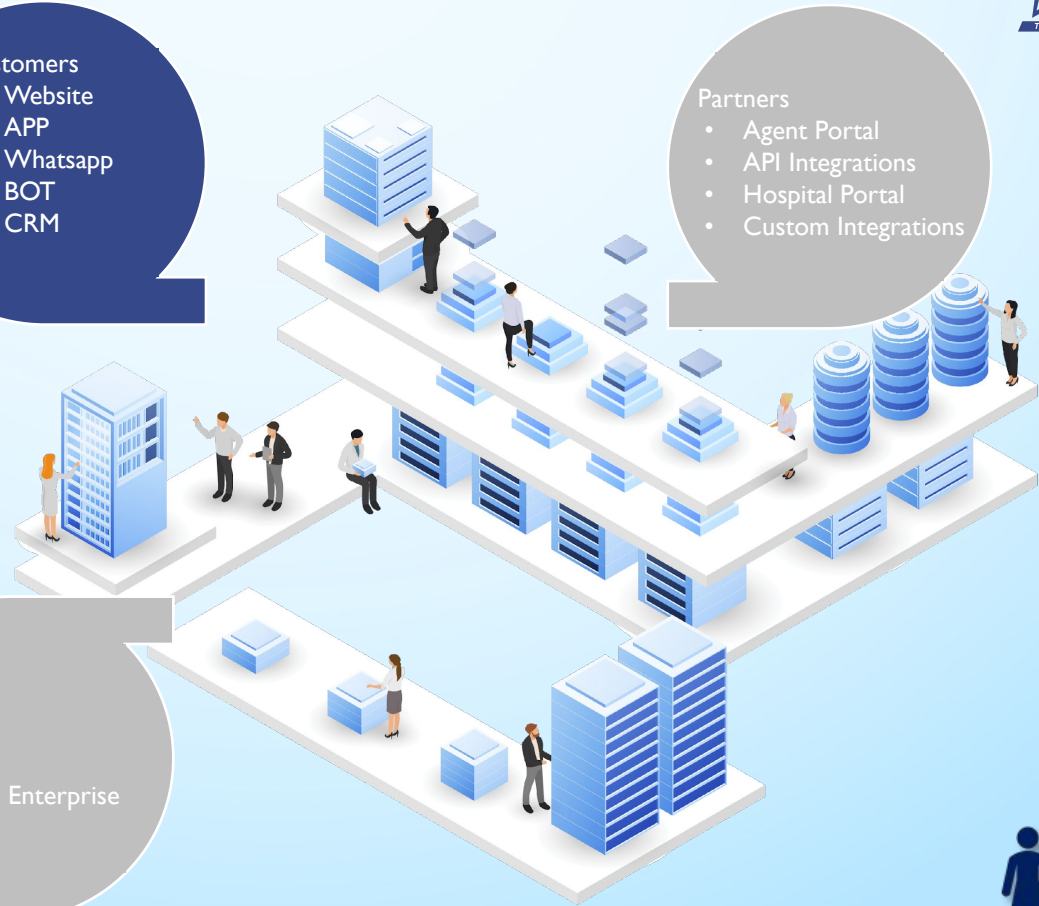 tomers
Website
APP
Whatsapp
BOT
CRM
Partners
• Agent Portal
• API Integrations
• Hospital Portal
• Custom Integrations
Enterprise